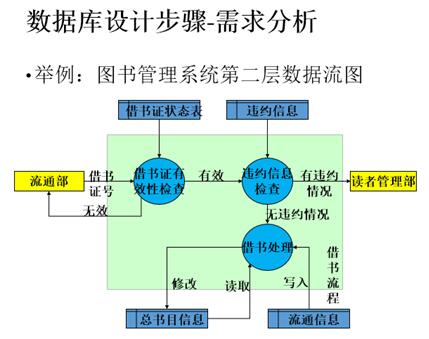 数据库设计步骤-需求分析
•举例：图书管理系统第二层数据流图
借书证状态表
违约信息
流通部
借书
证号
借书证有
效性检查
有效
违约信息
检查
有违约
情况
读者管理部
无效
无违约情况
借书处理
借
书
流
程
修改
读取
写入
总书目信息
流通信息